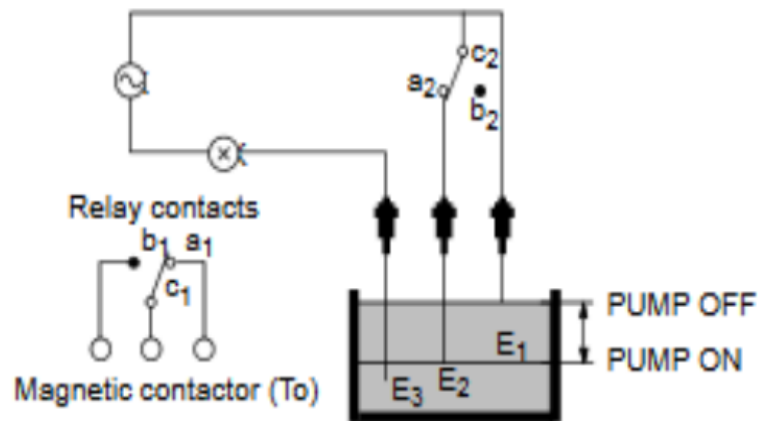 c2
a2
b2
Relay contacts
b1 a1
c1
PUMP OFF
E1
PUMP ON
E3 E2
Magnetic contactor (To)